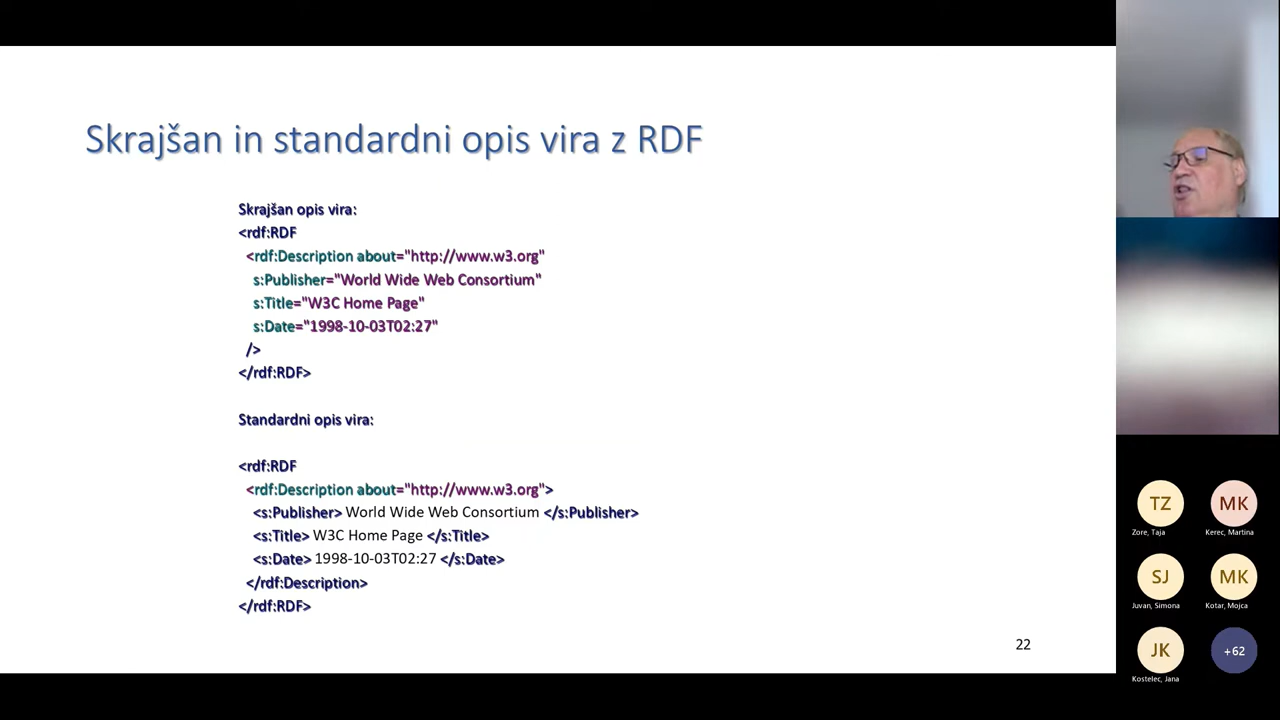 Skrajšan in standardni opis vira z RDF
Skrajšan opis vira:
<rdf:RDF
<rdf:Description about="http://www.w3.org"
s:Publisher="World Wide Web Consortium"
s:Title="W3C Home Page"
s:Date="1998-10-03T02:27"
/>
</rdf:RDF>
Standardni opis vira:
<rdf:RDF
<rdf:Description about="http://www.w3.org">
<s:Publisher> World Wide Web Consortium </s:Publisher>
<s:Title> W3C Home Page </s:Title>
<s:Date> 1998-10-03T02:27 </s:Date>
</rdf:Description>
</rdf:RDF>
22
TZ
Zore, Taja
MK
Kerec, Martina
SJ
Juvan, Simona
MK
Kotar, Mojca
JK
Kostelec, Jana
+62